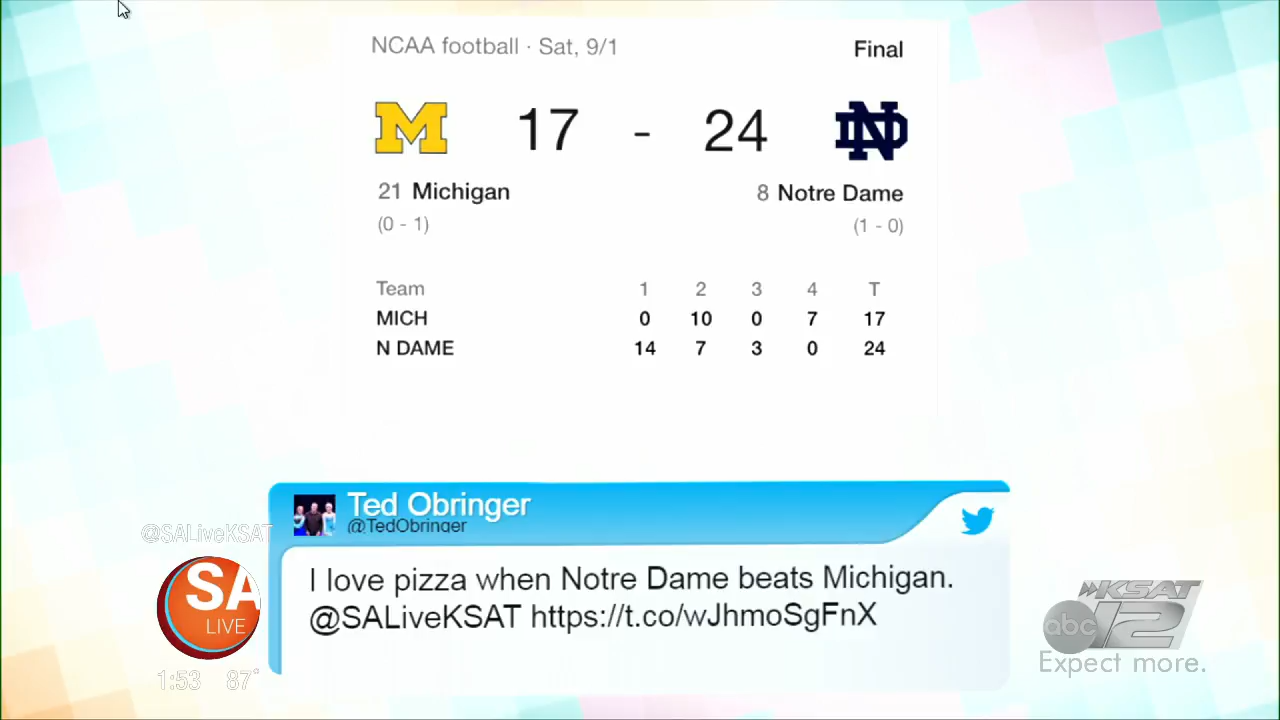 NCAA football · Sat, 9/1 Final
M 17 - 24 ND
21 Michigan 8 Notre Dame
(0 - 1) (1 - 0)
Team 1 2 3 4 T
MICH 0 10 0 7 17
N DAME 14 7 3 0 24
Ted Obringer
@TedObringer
@SALiveKSAT
I love pizza when Notre Dame beats Michigan.
@SALiveKSAT https://t.co/wJhmoSgFnX
SA
LIVE
1:53 87°
KSAT
abc 12
Expect more.